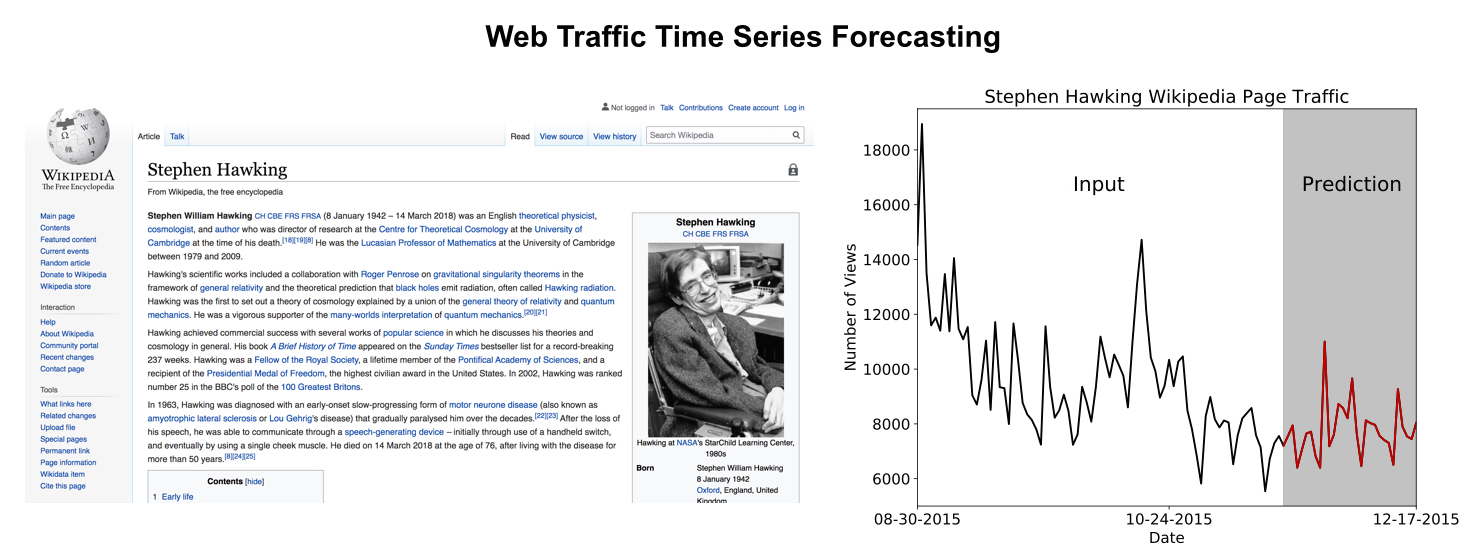 Web Traffic Time Series Forecasting
Not logged in Talk Contributions Create account Log in
Article Talk
Read View source View history Search Wikipedia
WIKIPEDIA
The Free Encyclopedia
Main page
Contents
Featured content
Current events
Random article
Donate to Wikipedia
Wikipedia store
Interaction
Help
About Wikipedia
Community portal
Recent changes
Contact page
Tools
What links here
Related changes
Upload file
Special pages
Permanent link
Page information
Wikidata item
Cite this page
Stephen Hawking
From Wikipedia, the free encyclopedia
Stephen William Hawking CH CBE FRS FRSA (8 January 1942 – 14 March 2018) was an English theoretical physicist,
cosmologist, and author who was director of research at the Centre for Theoretical Cosmology at the University of
Cambridge at the time of his death.[18][19][8] He was the Lucasian Professor of Mathematics at the University of Cambridge
between 1979 and 2009.
Hawking's scientific works included a collaboration with Roger Penrose on gravitational singularity theorems in the
framework of general relativity and the theoretical prediction that black holes emit radiation, often called Hawking radiation.
Hawking was the first to set out a theory of cosmology explained by a union of the general theory of relativity and quantum
mechanics. He was a vigorous supporter of the many-worlds interpretation of quantum mechanics.[20][21]
Hawking achieved commercial success with several works of popular science in which he discusses his theories and
cosmology in general. His book A Brief History of Time appeared on the Sunday Times bestseller list for a record-breaking
237 weeks. Hawking was a Fellow of the Royal Society, a lifetime member of the Pontifical Academy of Sciences, and a
recipient of the Presidential Medal of Freedom, the highest civilian award in the United States. In 2002, Hawking was ranked
number 25 in the BBC's poll of the 100 Greatest Britons.
In 1963, Hawking was diagnosed with an early-onset slow-progressing form of motor neurone disease (also known as
amyotrophic lateral sclerosis or Lou Gehrig's disease) that gradually paralysed him over the decades.[22][23] After the loss of
his speech, he was able to communicate through a speech-generating device – initially through use of a handheld switch,
and eventually by using a single cheek muscle. He died on 14 March 2018 at the age of 76, after living with the disease for
more than 50 years.[8][24][25]
Contents [hide]
1 Early life
Stephen Hawking
CH CBE FRS FRSA
Hawking at NASA's StarChild Learning Center,
1980s
Born Stephen William Hawking
8 January 1942
Oxford, England, United
Kingdom
Stephen Hawking Wikipedia Page Traffic
Input
Prediction
Number of Views
18000
16000
14000
12000
10000
8000
6000
08-30-2015 10-24-2015 12-17-2015
Date